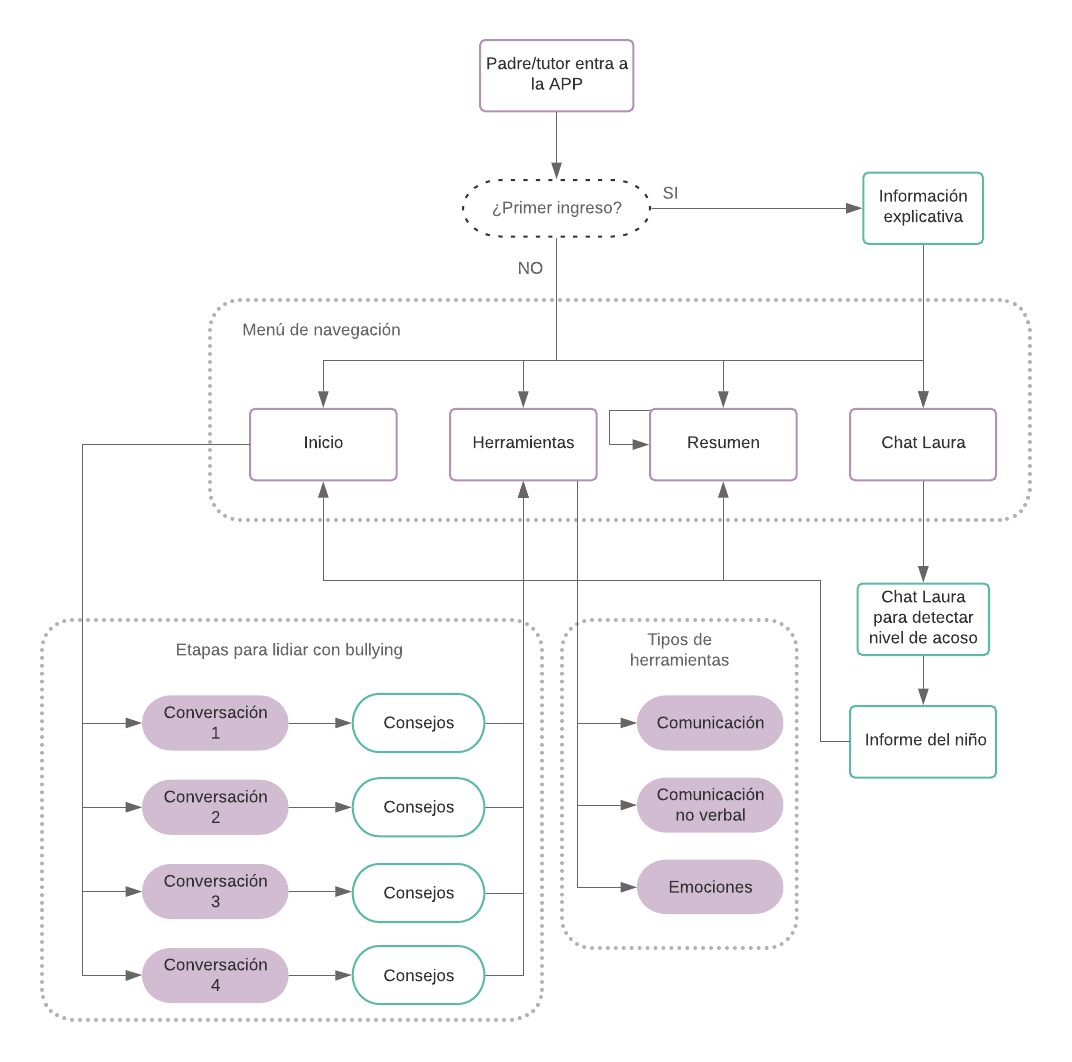 Padre/tutor entra a
la APP
¿Primer ingreso?
SI
Información
explicativa
NO
Menú de navegación
Inicio
Herramientas
Resumen
Chat Laura
Chat Laura
para detectar
nivel de acoso
Informe del niño
Etapas para lidiar con bullying
Conversación
1
Consejos
Conversación
2
Consejos
Conversación
3
Consejos
Conversación
4
Consejos
Tipos de
herramientas
Comunicación
Comunicación
no verbal
Emociones